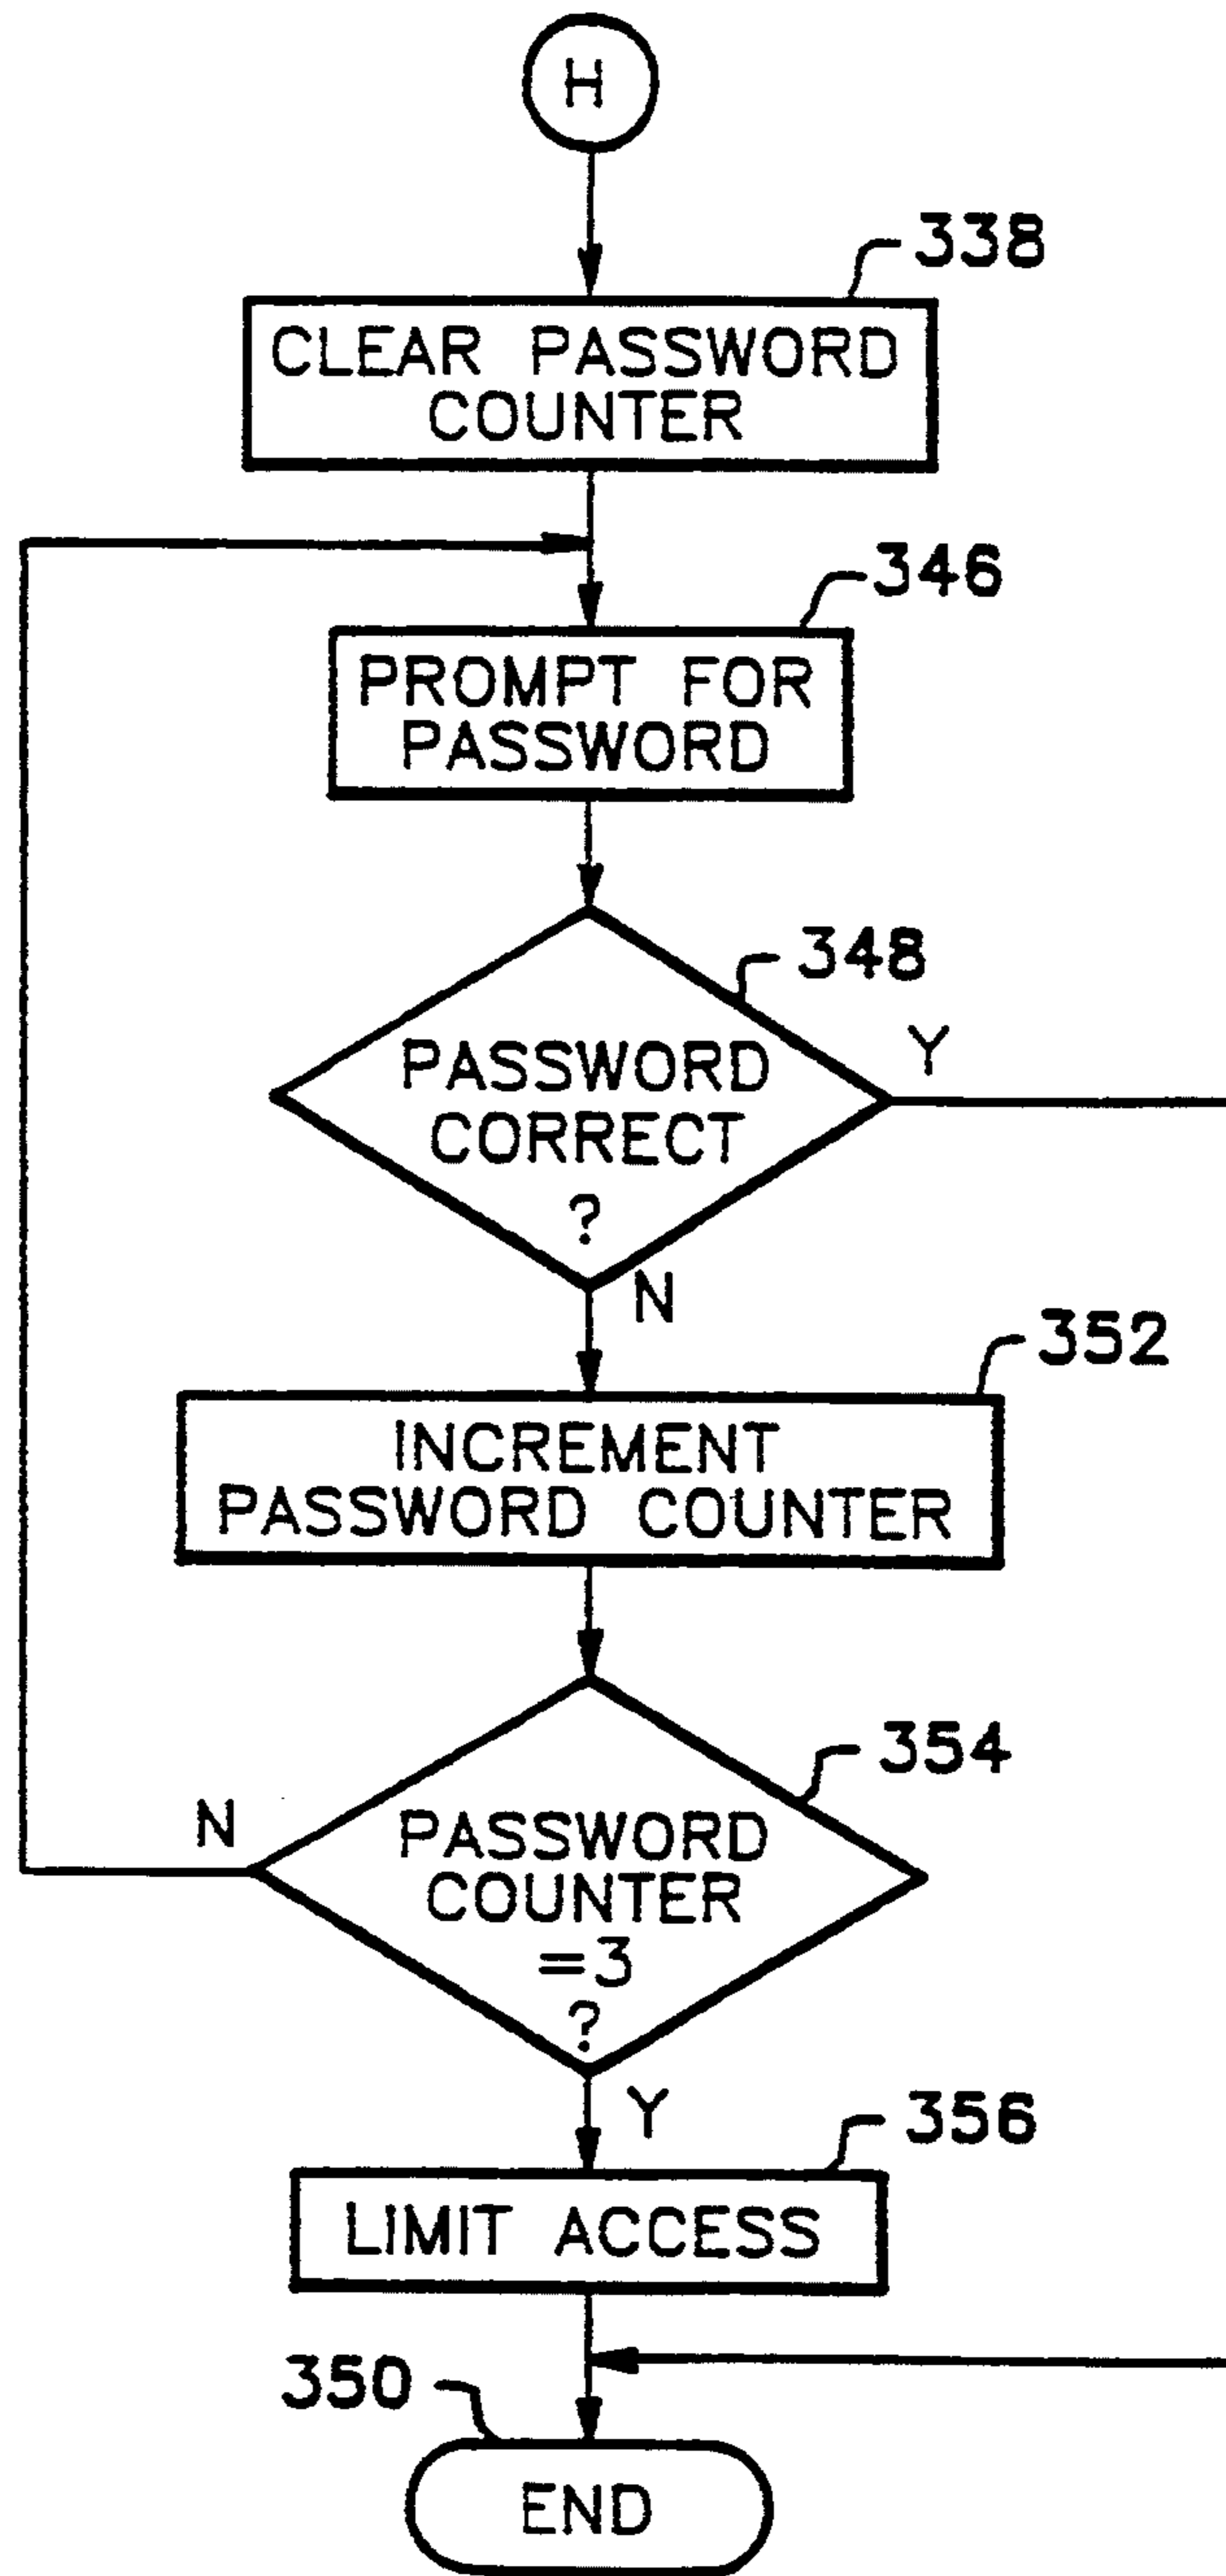 H
338
CLEAR PASSWORD
COUNTER
346
PROMPT FOR
PASSWORD
348
PASSWORD
CORRECT
?
Y
N
352
INCREMENT
PASSWORD COUNTER
354
PASSWORD
COUNTER
=3
?
N
Y
356
LIMIT ACCESS
350
END